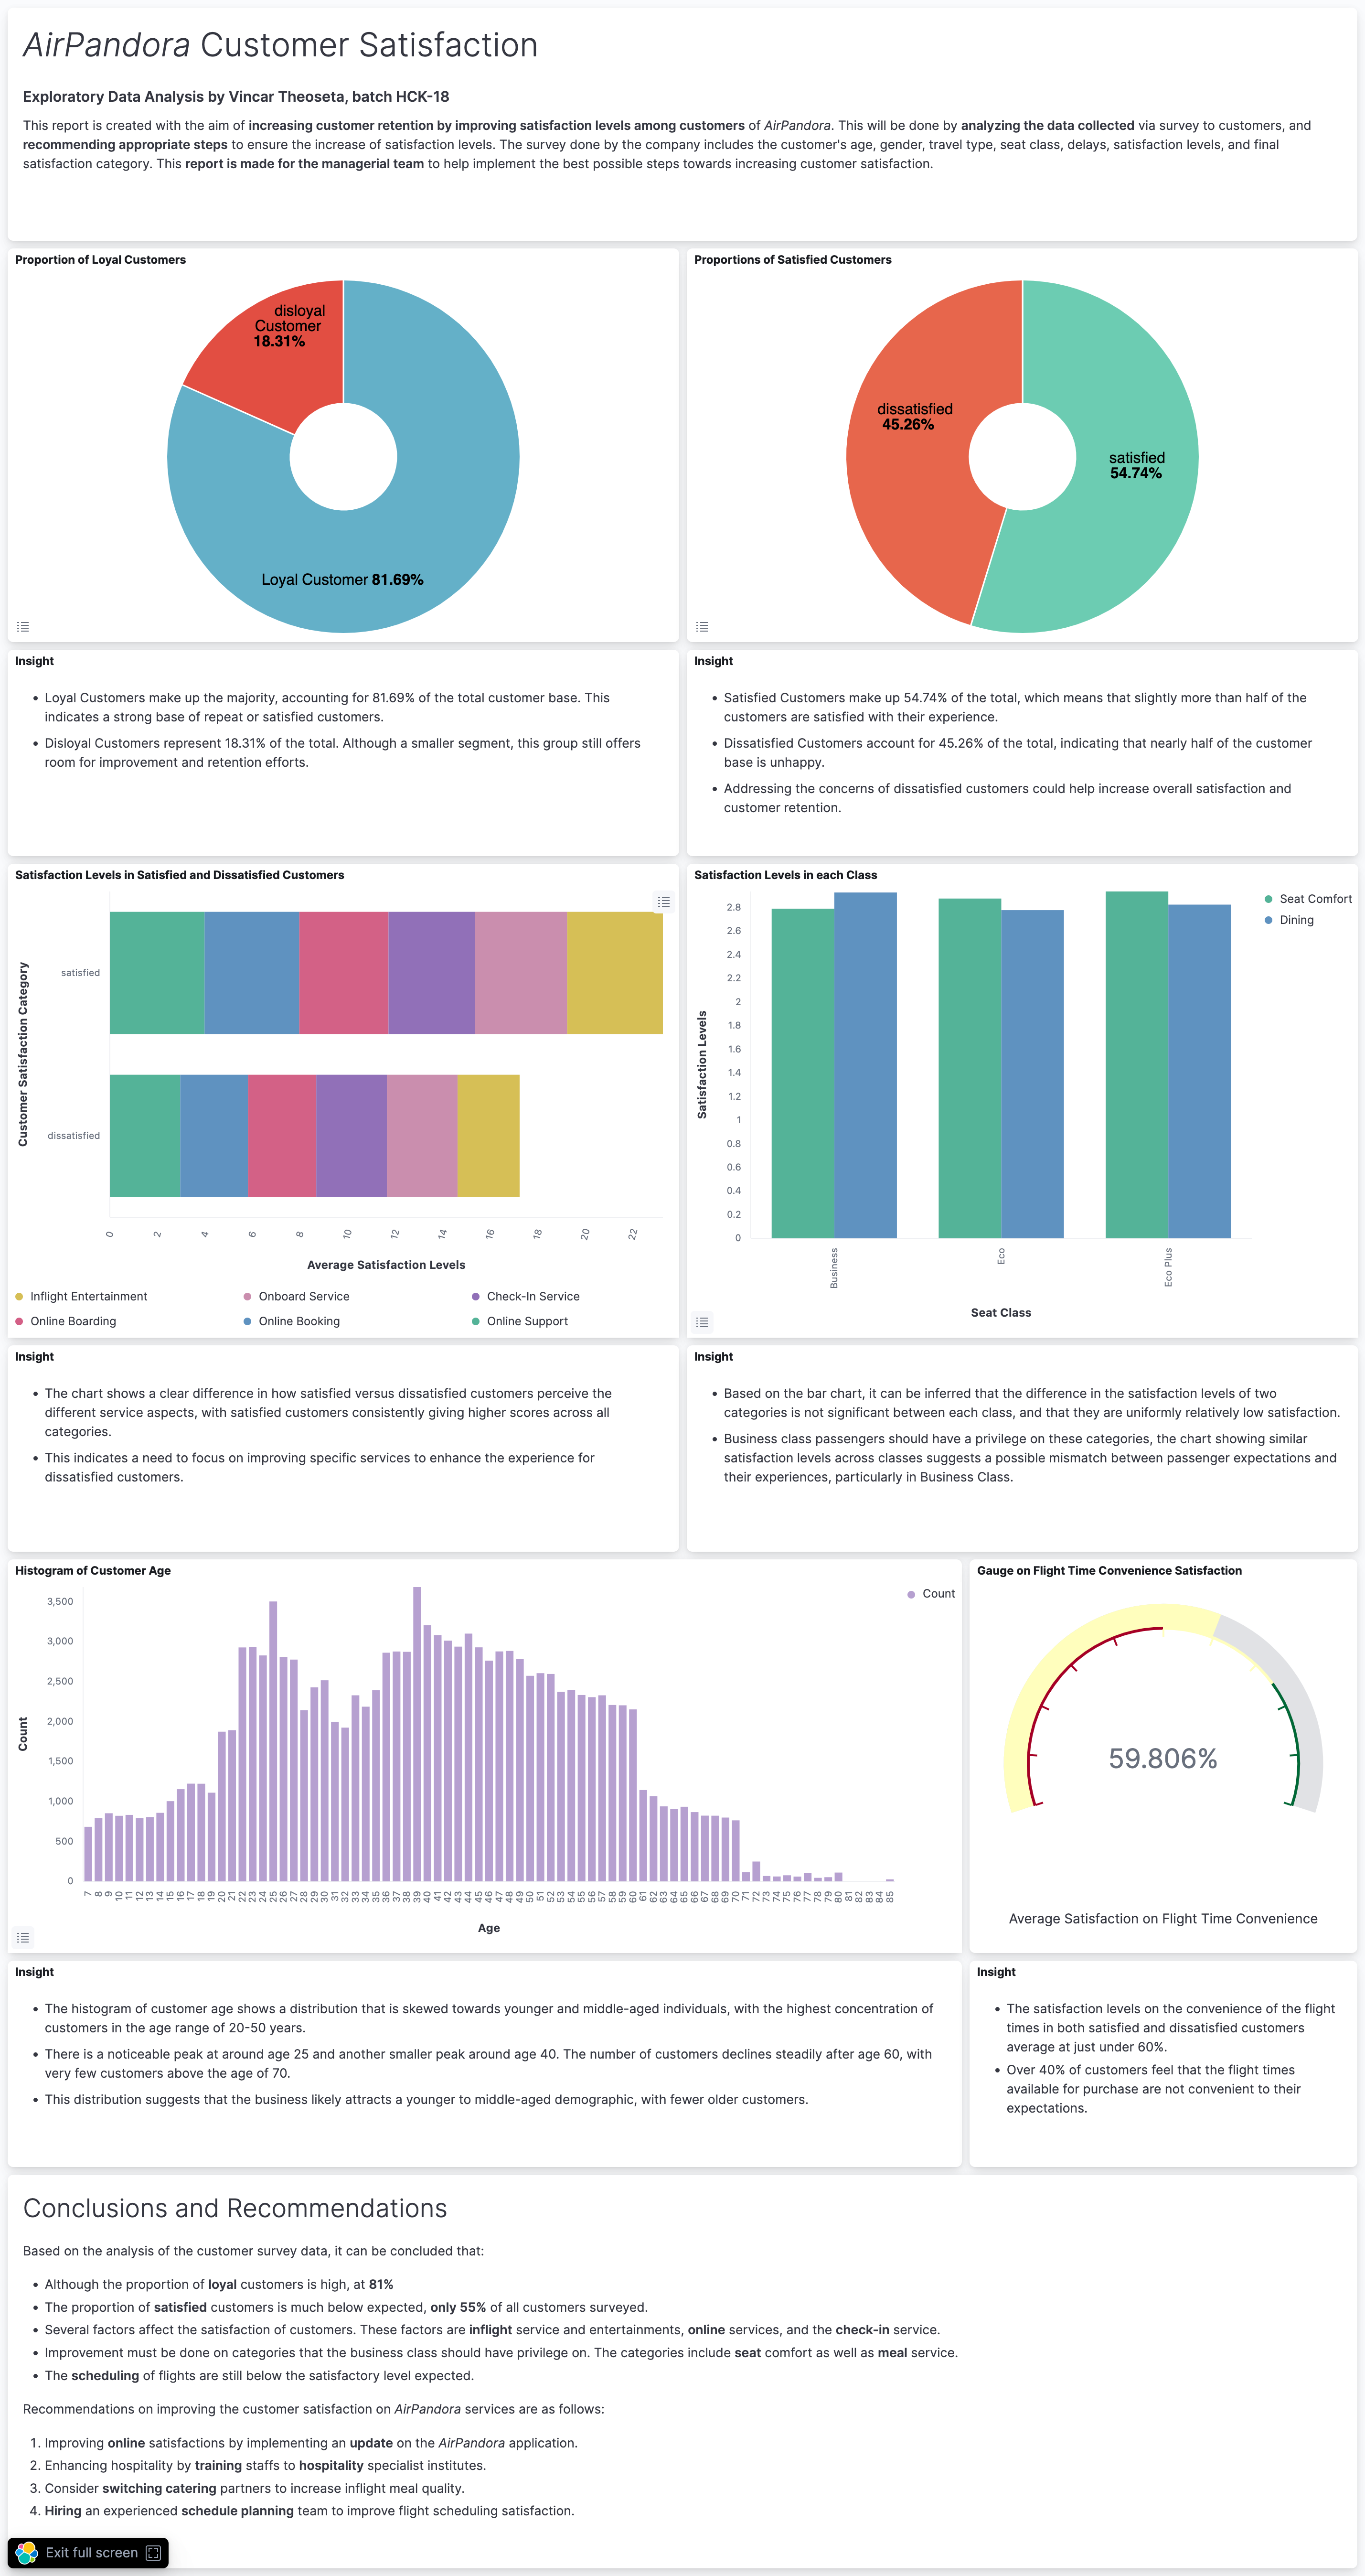 AirPandora Customer Satisfaction
Exploratory Data Analysis by Vincar Theoseta, batch HCK-18
This report is created with the aim of increasing customer retention by improving satisfaction levels among customers of AirPandora. This will be done by analyzing the data collected via survey to customers, and
recommending appropriate steps to ensure the increase of satisfaction levels. The survey done by the company includes the customer's age, gender, travel type, seat class, delays, satisfaction levels, and final
satisfaction category. This report is made for the managerial team to help implement the best possible steps towards increasing customer satisfaction.
Proportion of Loyal Customers
disloyal
Customer
18.31%
Loyal Customer 81.69%
Proportions of Satisfied Customers
dissatisfied
45.26%
satisfied
54.74%
Insight
• Loyal Customers make up the majority, accounting for 81.69% of the total customer base. This
indicates a strong base of repeat or satisfied customers.
• Disloyal Customers represent 18.31% of the total. Although a smaller segment, this group still offers
room for improvement and retention efforts.
Insight
• Satisfied Customers make up 54.74% of the total, which means that slightly more than half of the
customers are satisfied with their experience.
• Dissatisfied Customers account for 45.26% of the total, indicating that nearly half of the customer
base is unhappy.
• Addressing the concerns of dissatisfied customers could help increase overall satisfaction and
customer retention.
Satisfaction Levels in Satisfied and Dissatisfied Customers
Customer Satisfaction Category
satisfied
dissatisfied
0 2 4 6 8 10 12 14 16 18 20 22
Average Satisfaction Levels
Inflight Entertainment Onboard Service Check-In Service
Online Boarding Online Booking Online Support
Satisfaction Levels in each Class
Seat Comfort
Dining
Satisfaction Levels
2.8
2.6
2.4
2.2
2
1.8
1.6
1.4
1.2
1
0.8
0.6
0.4
0.2
0
Business Eco Eco Plus
Seat Class
Insight
• The chart shows a clear difference in how satisfied versus dissatisfied customers perceive the
different service aspects, with satisfied customers consistently giving higher scores across all
categories.
• This indicates a need to focus on improving specific services to enhance the experience for
dissatisfied customers.
Insight
• Based on the bar chart, it can be inferred that the difference in the satisfaction levels of two
categories is not significant between each class, and that they are uniformly relatively low satisfaction.
• Business class passengers should have a privilege on these categories, the chart showing similar
satisfaction levels across classes suggests a possible mismatch between passenger expectations and
their experiences, particularly in Business Class.
Histogram of Customer Age
Count
Count
3,500
3,000
2,500
2,000
1,500
1,000
500
0
7 8 9 10 11 12 13 14 15 16 17 18 19 20 21 22 23 24 25 26 27 28 29 30 31 32 33 34 35 36 37 38 39 40 41 42 43 44 45 46 47 48 49 50 51 52 53 54 55 56 57 58 59 60 61 62 63 64 65 66 67 68 69 70 71 72 73 74 75 76 77 78 79 80 81 82 83 84 85
Age
Gauge on Flight Time Convenience Satisfaction
59.806%
Average Satisfaction on Flight Time Convenience
Insight
• The histogram of customer age shows a distribution that is skewed towards younger and middle-aged individuals, with the highest concentration of
customers in the age range of 20-50 years.
• There is a noticeable peak at around age 25 and another smaller peak around age 40. The number of customers declines steadily after age 60, with
very few customers above the age of 70.
• This distribution suggests that the business likely attracts a younger to middle-aged demographic, with fewer older customers.
Insight
• The satisfaction levels on the convenience of the flight
times in both satisfied and dissatisfied customers
average at just under 60%.
• Over 40% of customers feel that the flight times
available for purchase are not convenient to their
expectations.
Conclusions and Recommendations
Based on the analysis of the customer survey data, it can be concluded that:
• Although the proportion of loyal customers is high, at 81%
• The proportion of satisfied customers is much below expected, only 55% of all customers surveyed.
• Several factors affect the satisfaction of customers. These factors are inflight service and entertainments, online services, and the check-in service.
• Improvement must be done on categories that the business class should have privilege on. The categories include seat comfort as well as meal service.
• The scheduling of flights are still below the satisfactory level expected.
Recommendations on improving the customer satisfaction on AirPandora services are as follows:
1. Improving online satisfactions by implementing an update on the AirPandora application.
2. Enhancing hospitality by training staffs to hospitality specialist institutes.
3. Consider switching catering partners to increase inflight meal quality.
4. Hiring an experienced schedule planning team to improve flight scheduling satisfaction.
Exit full screen